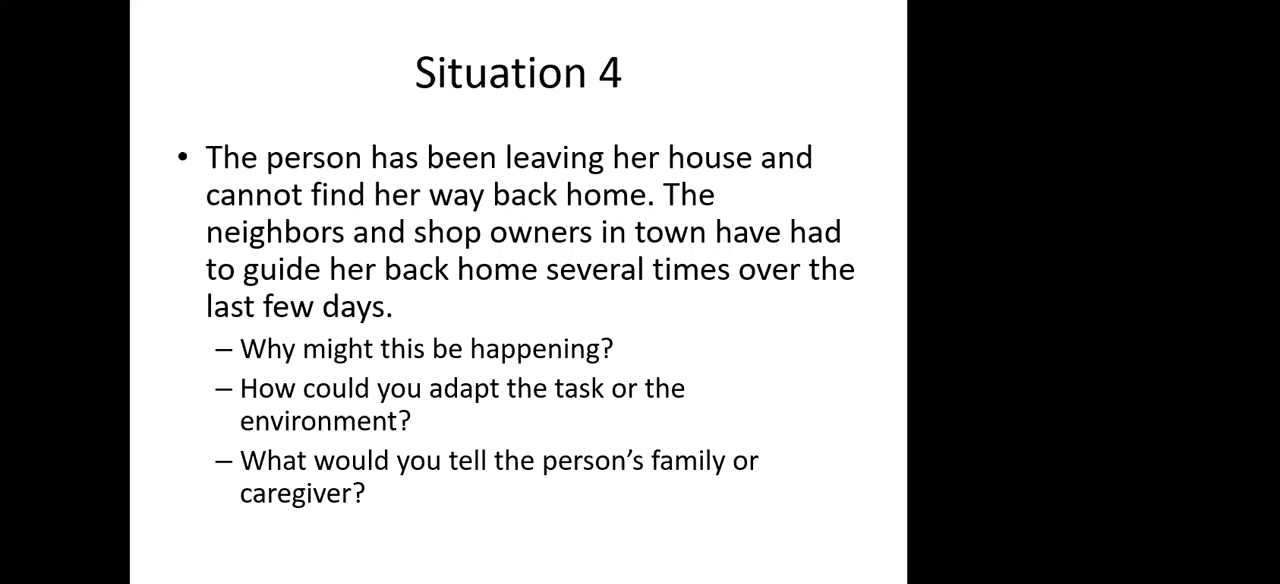 Situation 4
• The person has been leaving her house and
cannot find her way back home. The
neighbors and shop owners in town have had
to guide her back home several times over the
last few days.
– Why might this be happening?
– How could you adapt the task or the
environment?
– What would you tell the person’s family or
caregiver?